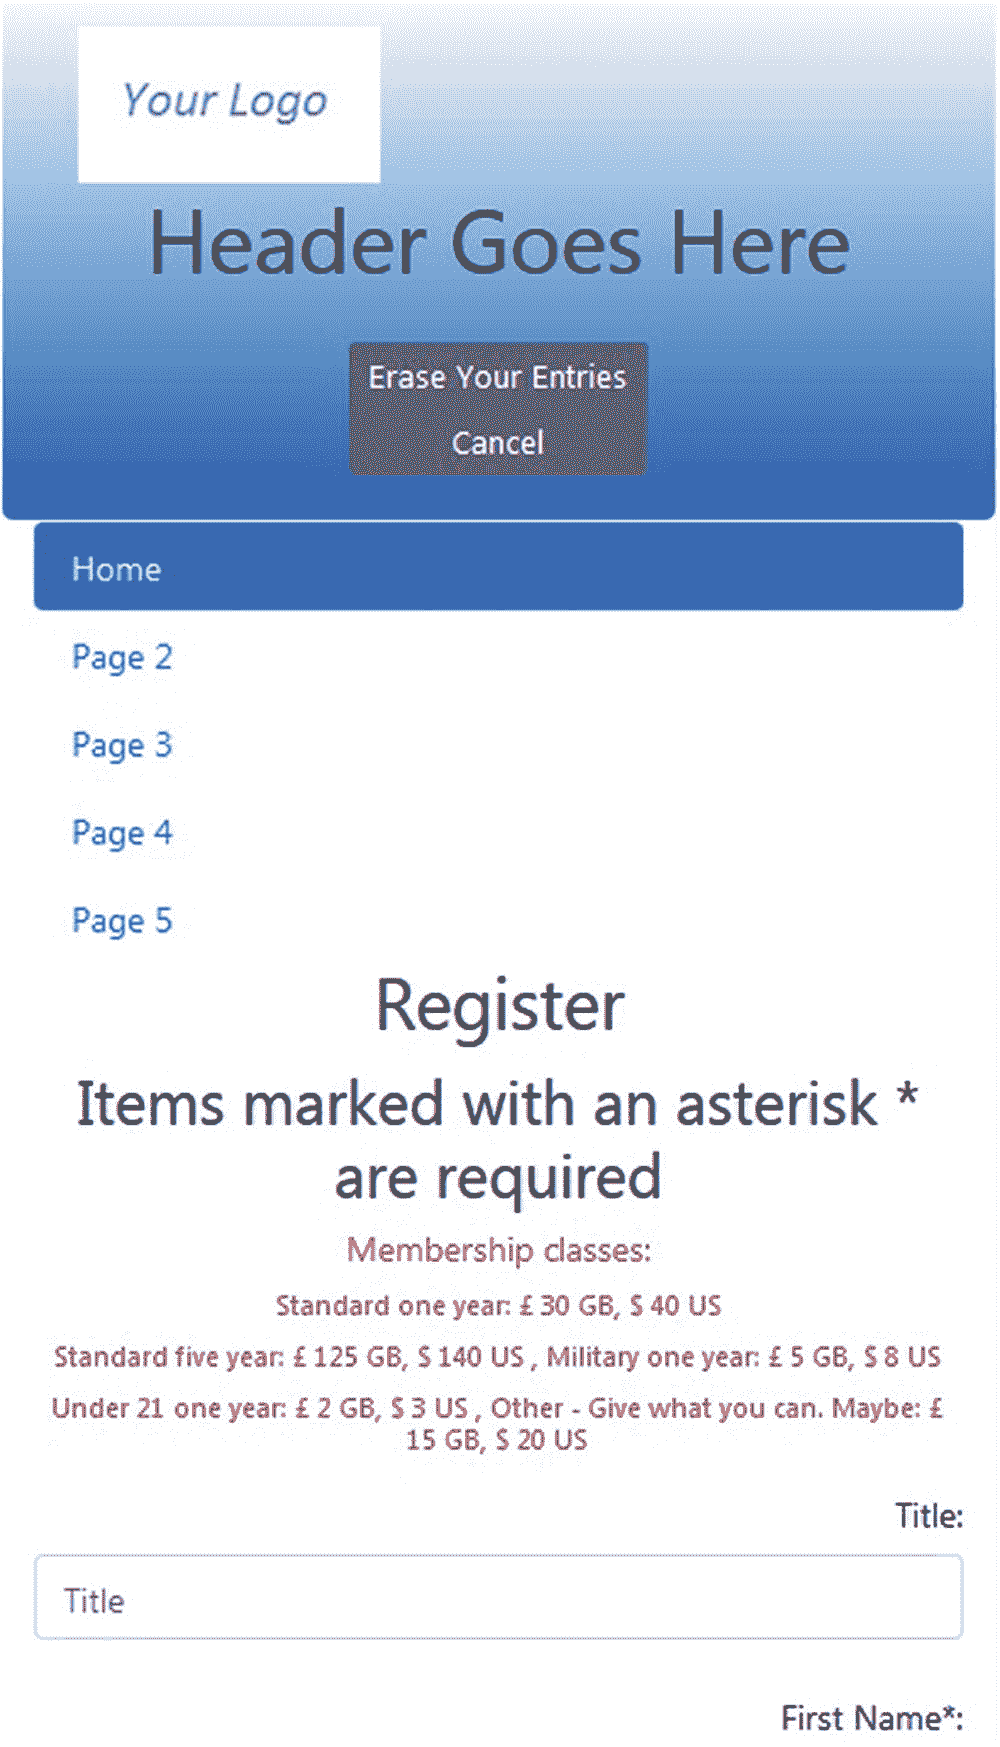 Your Logo
Header Goes Here
Erase Your Entries
Cancel
Home
Page 2
Page 3
Page 4
Page 5
Register
Items marked with an asterisk *
are required
Membership classes:
Standard one year: £ 30 GB, $ 40 US
Standard five year: £ 125 GB, $ 140 US , Military one year: £ 5 GB, $ 8 US
Under 21 one year: £ 2 GB, $ 3 US , Other - Give what you can. Maybe: £
15 GB, $ 20 US
Title:
Title
First Name*: